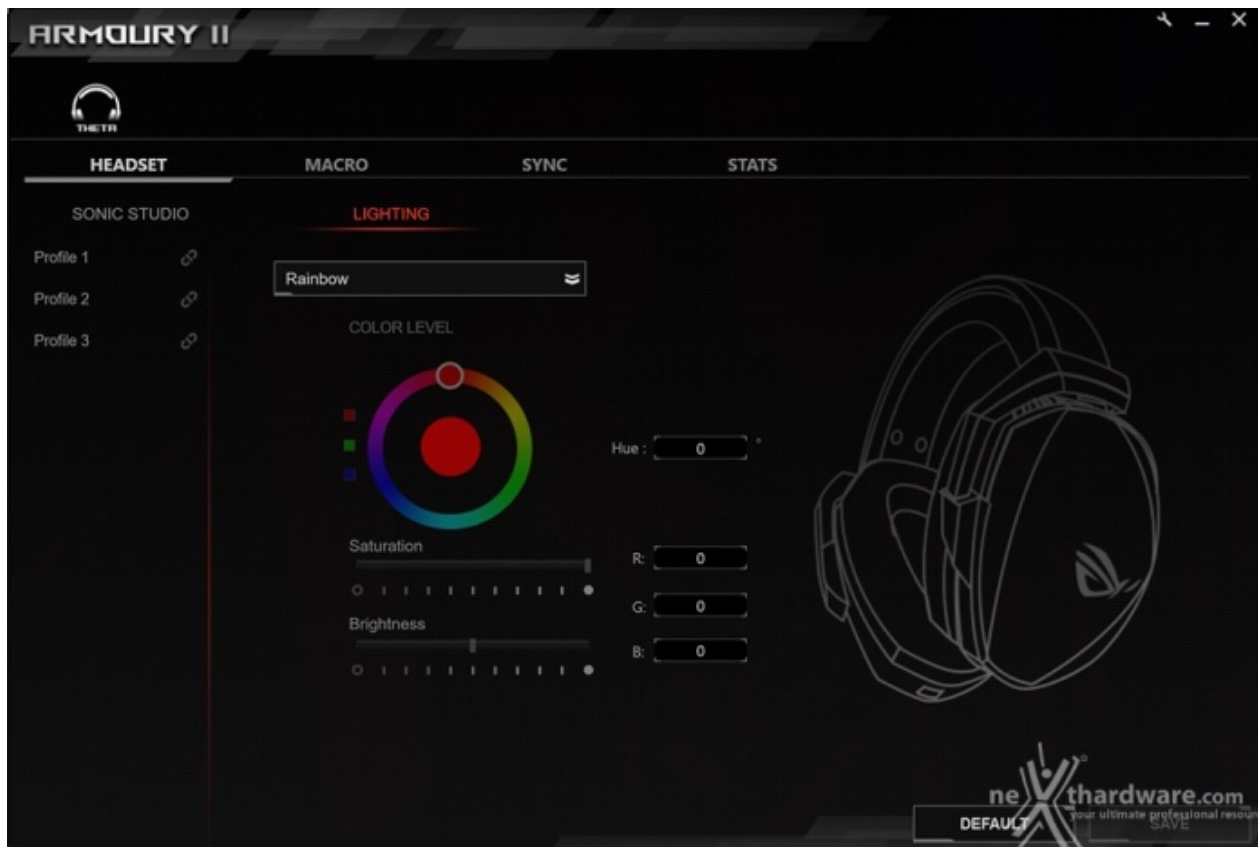 ARMOURY II
THETA
HEADSET MACRO SYNC STATS
SONIC STUDIO LIGHTING
Profile 1
Rainbow
Profile 2
COLOR LEVEL
Profile 3
Hue : 0 °
Saturation
R: 0
G: 0
Brightness
B: 0
nexthardware.com
your ultimate professional resour
DEFAULT SAVE